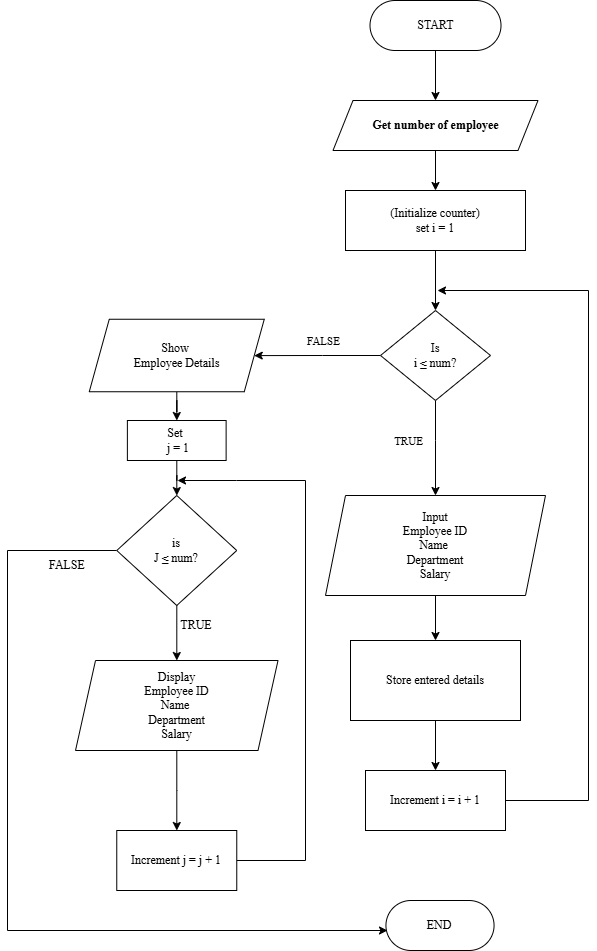 START
Get number of employee
(Initialize counter)
set i = 1
Is
i ≤ num?
FALSE
TRUE
Show
Employee Details
Set
j = 1
is
J ≤ num?
FALSE
TRUE
Display
Employee ID
Name
Department
Salary
Increment j = j + 1
Input
Employee ID
Name
Department
Salary
Store entered details
Increment i = i + 1
END